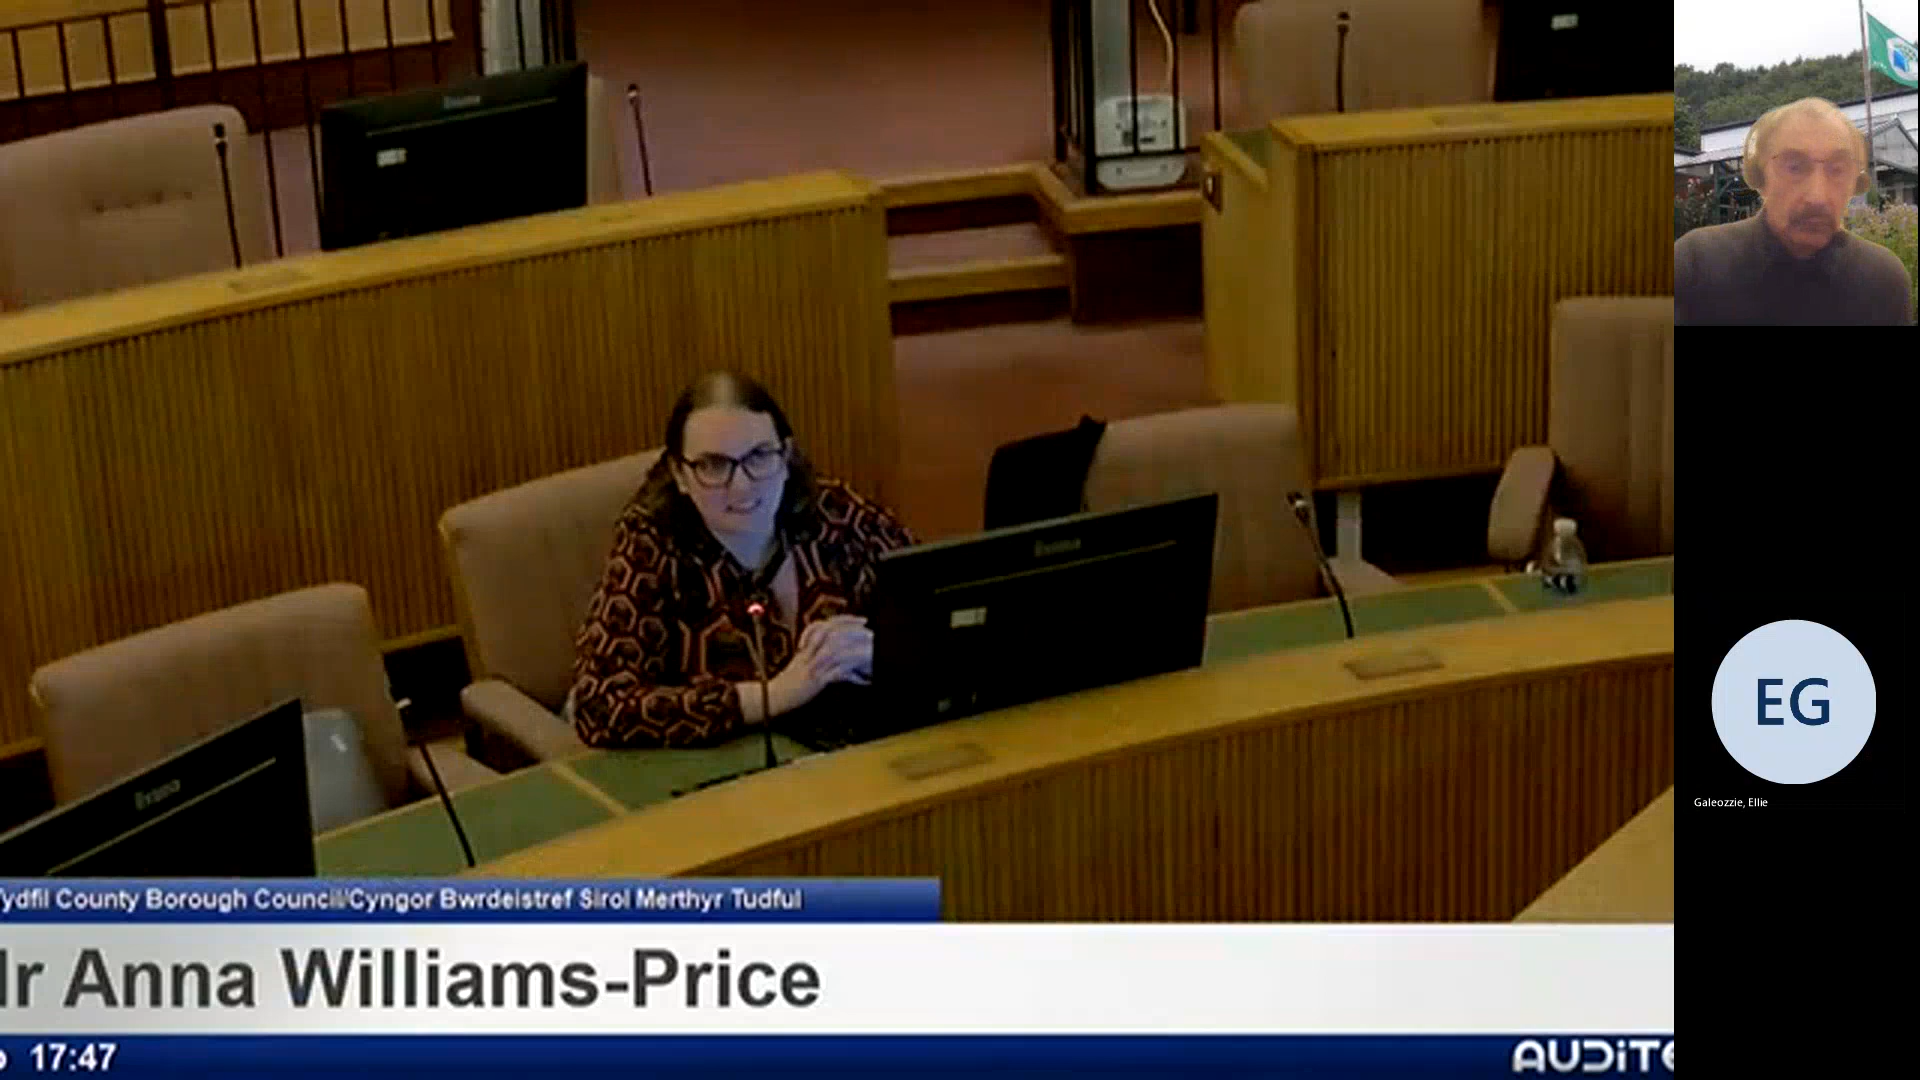 ydfil County Borough Council/Cyngor Bwrdeistref Sirol Merthyr Tudful
lr Anna Williams-Price
17:47
AUDiTE
EG
Galeozzie, Ellie